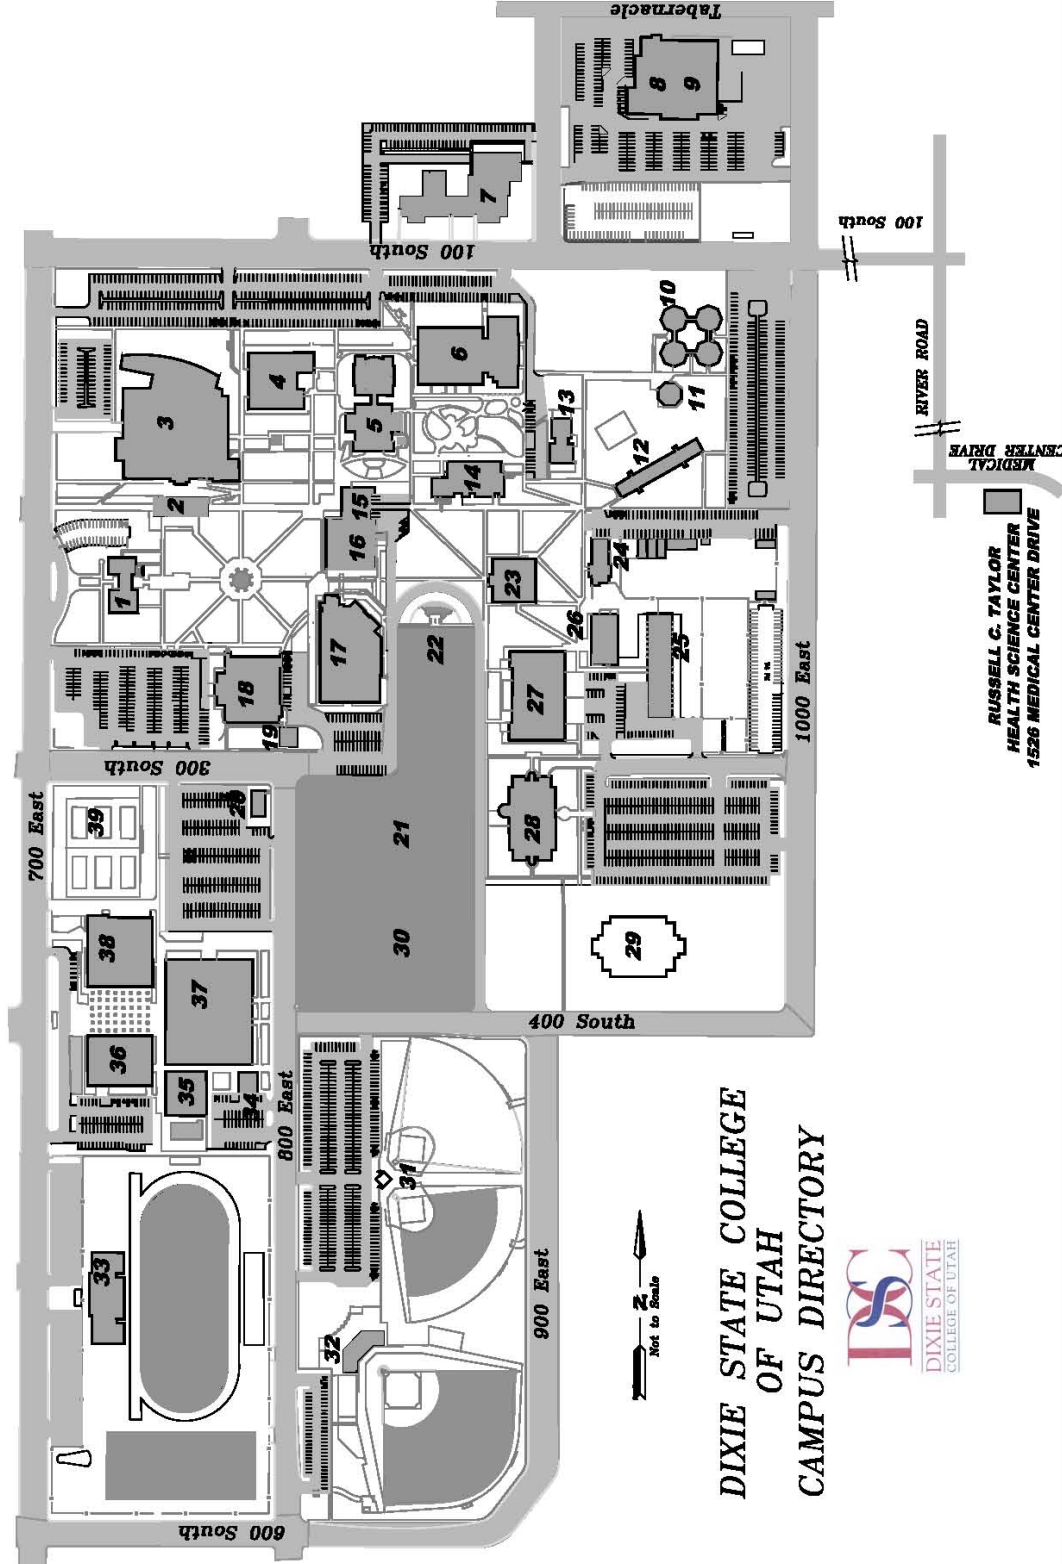 Tabernacle
8
9
7
100 South
100 South
10
11
RIVER ROAD
MEDICAL
CENTER DRIVE
RUSSELL C. TAYLOR
HEALTH SCIENCE CENTER
1526 MEDICAL CENTER DRIVE
3
4
5
6
13
12
14
2
15
16
1
23
24
17
22
26
25
18
19
27
1000 East
300 South
700 East
39
20
21
28
38
30
29
37
36
35
34
400 South
800 East
31
33
32
900 East
600 South
N
Not to Scale
DIXIE STATE COLLEGE
OF UTAH
CAMPUS DIRECTORY
DSC
DIXIE STATE
COLLEGE OF UTAH